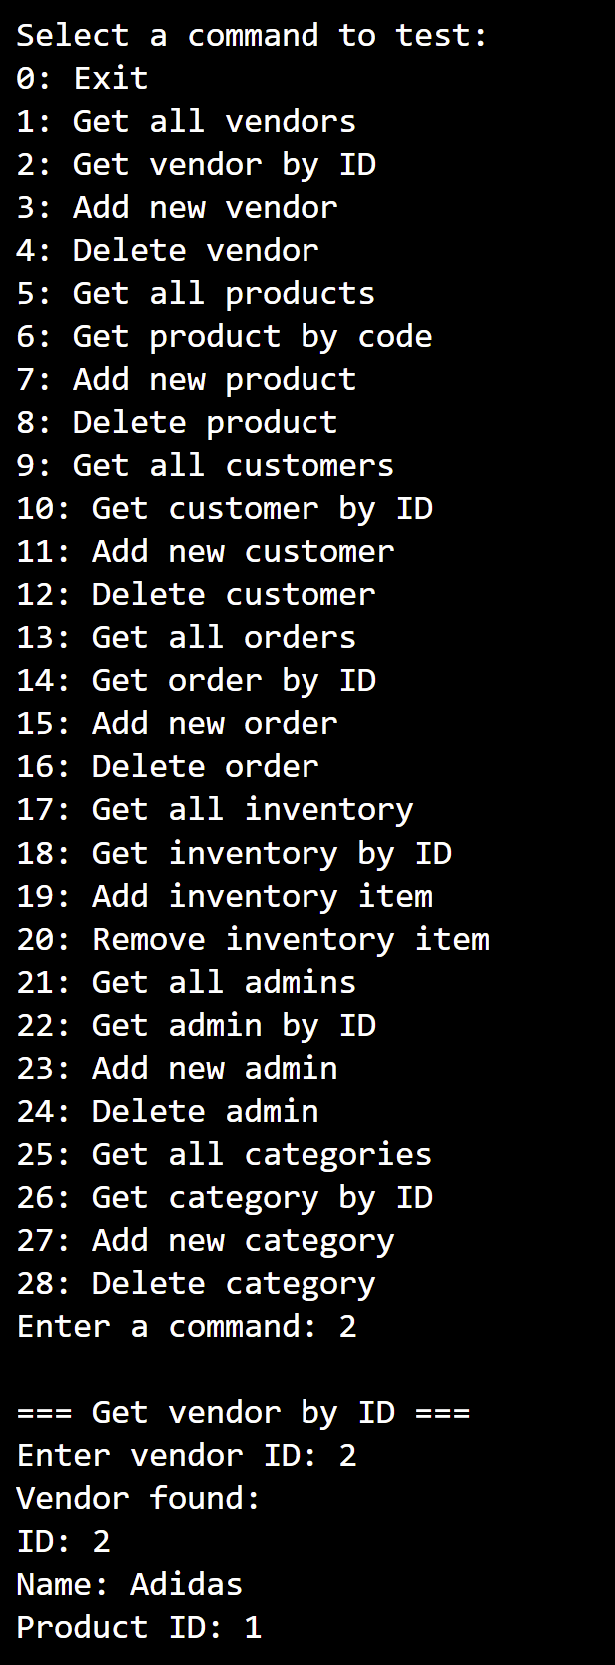 Select a command to test:
0: Exit
1: Get all vendors
2: Get vendor by ID
3: Add new vendor
4: Delete vendor
5: Get all products
6: Get product by code
7: Add new product
8: Delete product
9: Get all customers
10: Get customer by ID
11: Add new customer
12: Delete customer
13: Get all orders
14: Get order by ID
15: Add new order
16: Delete order
17: Get all inventory
18: Get inventory by ID
19: Add inventory item
20: Remove inventory item
21: Get all admins
22: Get admin by ID
23: Add new admin
24: Delete admin
25: Get all categories
26: Get category by ID
27: Add new category
28: Delete category
Enter a command: 2
=== Get vendor by ID ===
Enter vendor ID: 2
Vendor found:
ID: 2
Name: Adidas
Product ID: 1